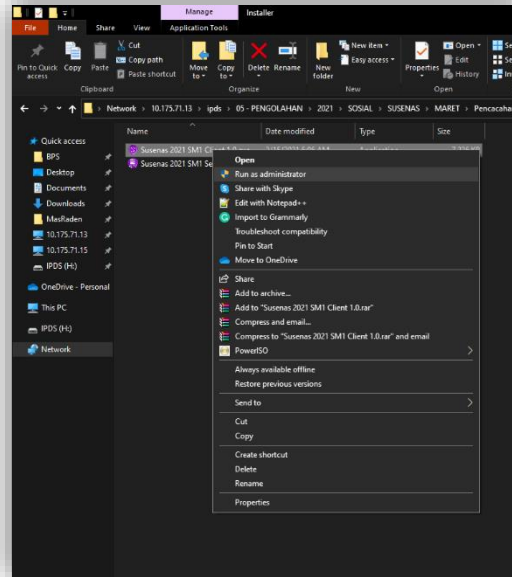 Manage
Installer
File
Home
Share
View
Application Tools
Pin to Quick access
Copy
Paste
Cut
Copy path
Paste shortcut
Move to
Copy to
Delete
Rename
New folder
New item
Easy access
Properties
Open
Edit
History
Clipboard
Organize
New
Open
Network > 10.175.71.13 > ipds > 05 - PENGOLAHAN > 2021 > SOSIAL > SUSENAS > MARET >
Name
Date modified
Type
Size
Quick access
BPS
Desktop
Documents
Downloads
MasRaden
10.175.71.13
10.175.71.15
IPDS (H:)
OneDrive - Personal
This PC
IPDS (H:)
Network
Susenas 2021 SM1
Susenas 2021 SM1
Open
Run as administrator
Share with Skype
Edit with Notepad++
Import to Grammarly
Troubleshoot compatibility
Pin to Start
Move to OneDrive
Share
Add to archive...
Add to "Susenas 2021 SM1 Client 1.0.rar"
Compress and email...
Compress to "Susenas 2021 SM1 Client 1.0.rar" and email
PowerISO
Always available offline
Restore previous versions
Send to
Cut
Copy
Create shortcut
Delete
Rename
Properties